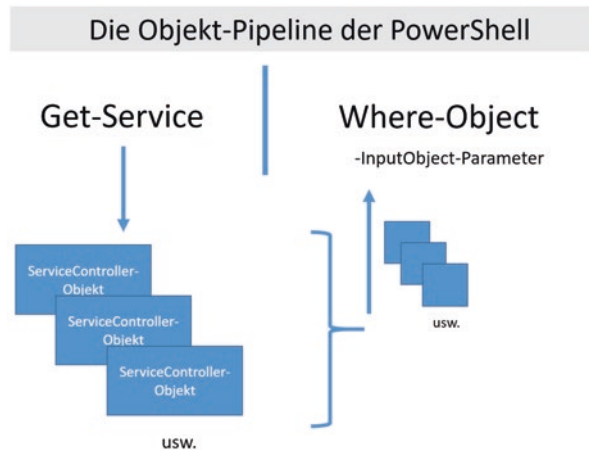 Die Objekt-Pipeline der PowerShell
Get-Service
Where-Object
-InputObject-Parameter
ServiceController-
Objekt
ServiceController-
Objekt
ServiceController-
Objekt
usw.
usw.